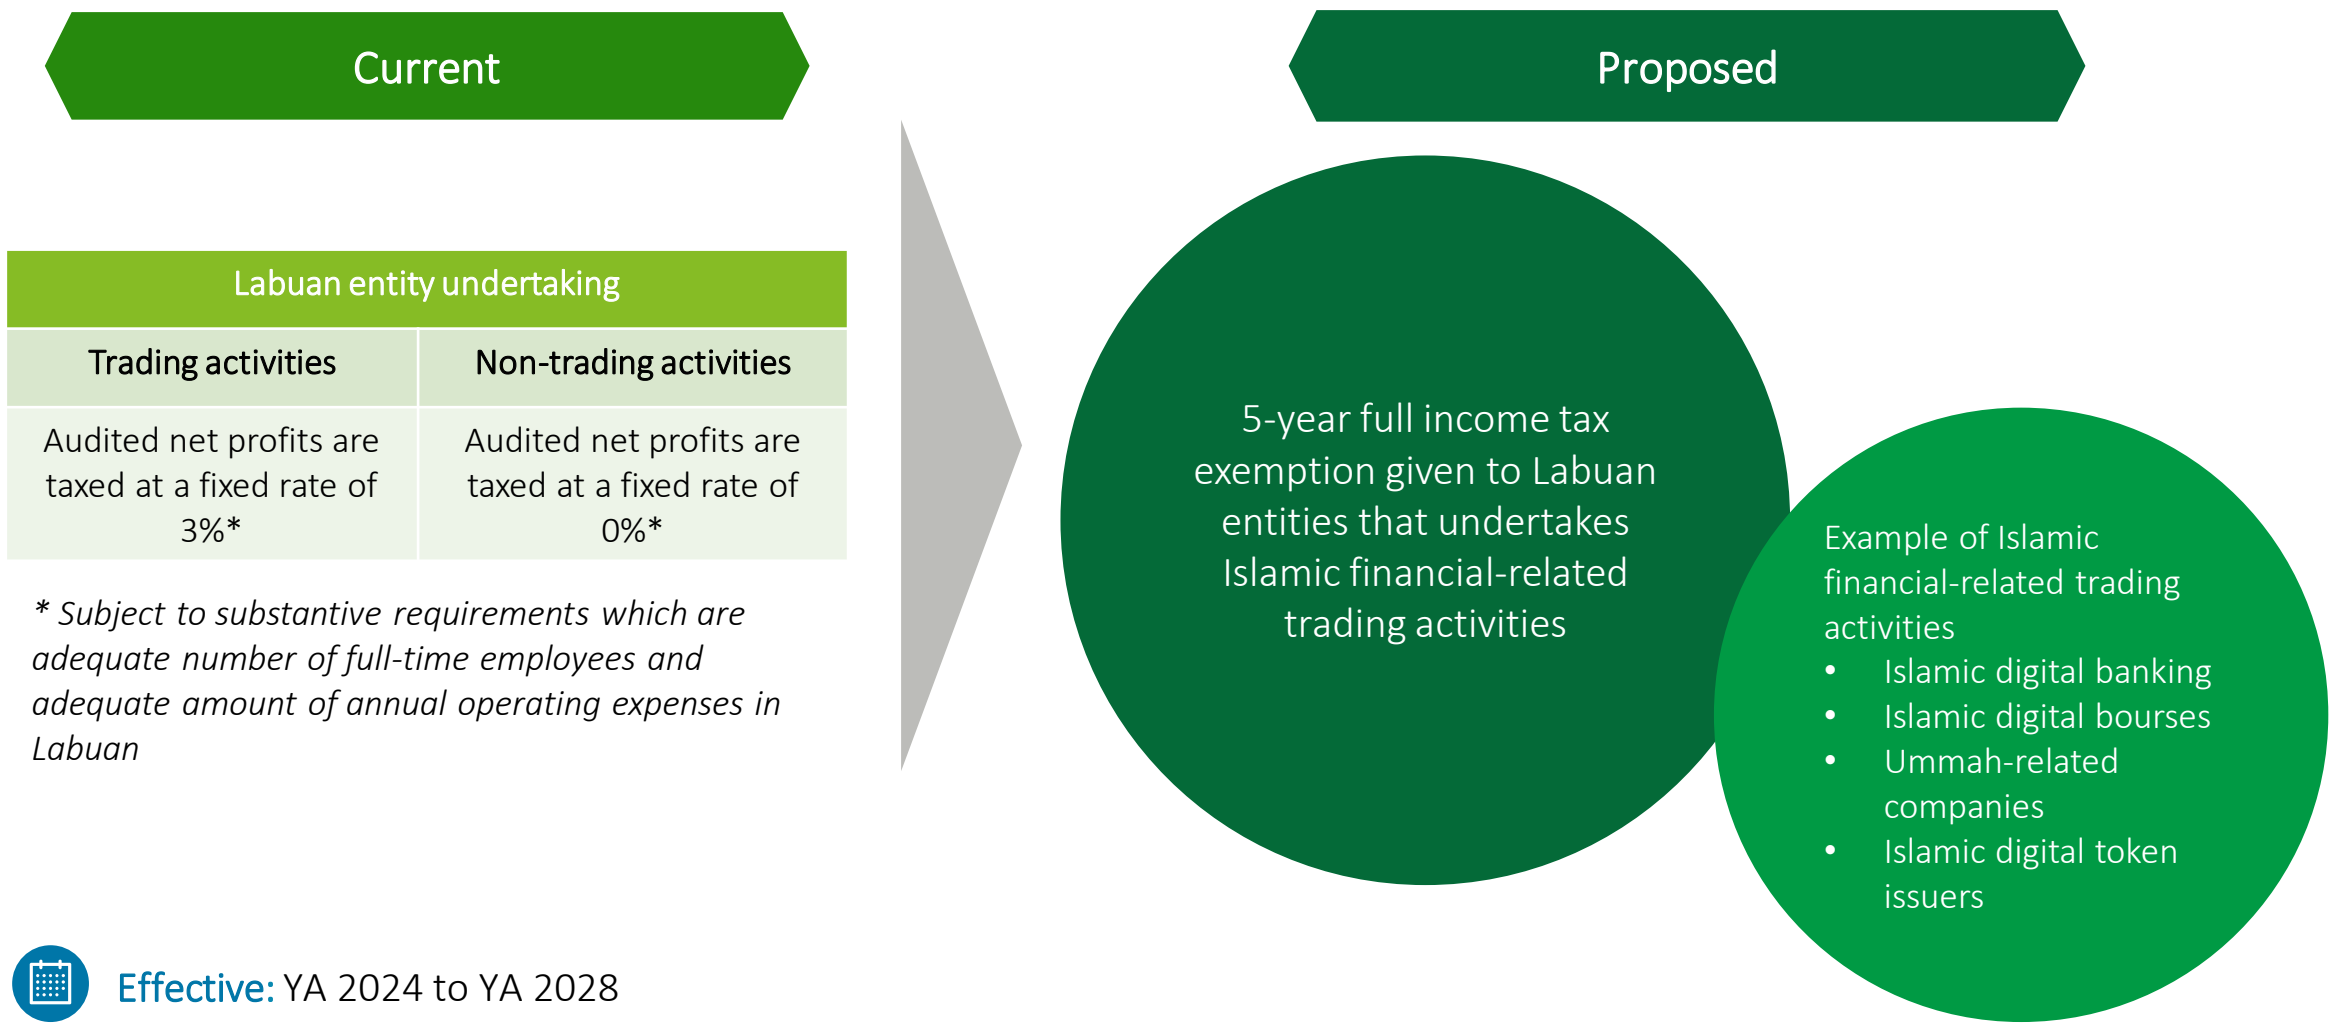 Current
Labuan entity undertaking
Trading activities
Non-trading activities
Audited net profits are
taxed at a fixed rate of
3%*
Audited net profits are
taxed at a fixed rate of
0%*
* Subject to substantive requirements which are
adequate number of full-time employees and
adequate amount of annual operating expenses in
Labuan
Effective: YA 2024 to YA 2028
Proposed
5-year full income tax
exemption given to Labuan
entities that undertakes
Islamic financial-related
trading activities
Example of Islamic
financial-related trading
activities
• Islamic digital banking
• Islamic digital bourses
• Ummah-related
companies
• Islamic digital token
issuers